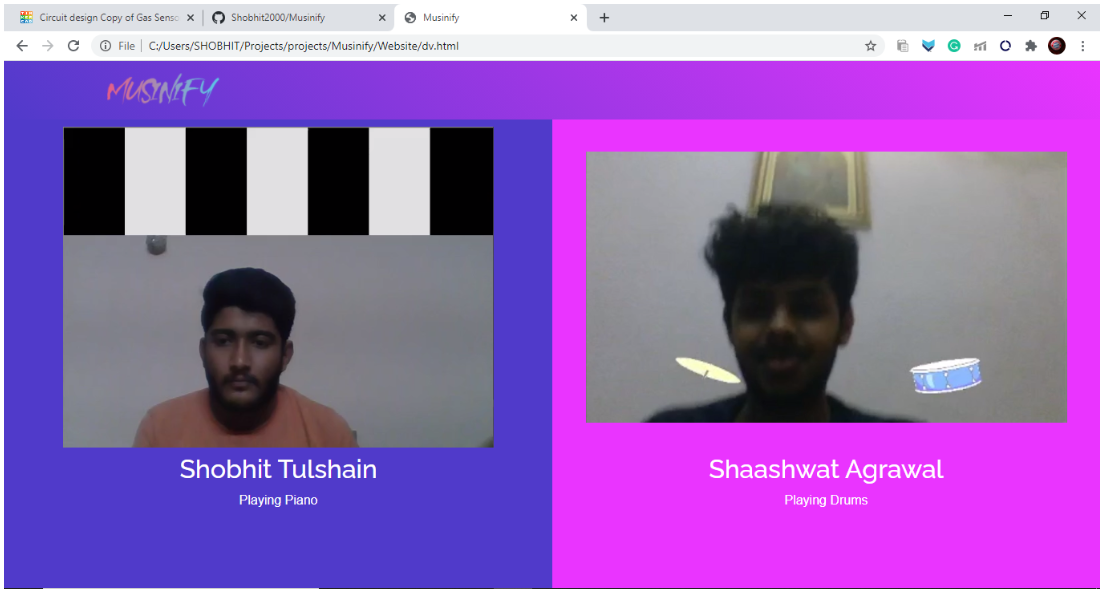 Circuit design Copy of Gas Senso
Shobhit2000/Musinify
Musinify
File
C:/Users/SHOBHIT/Projects/projects/Musinify/Website/dv.html
MUSINIFY
Shobhit Tulshain
Shaashwat Agrawal
Playing Piano
Playing Drums